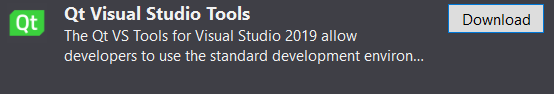 Qt Visual Studio Tools
Qt
Download
The Qt VS Tools for Visual Studio 2019 allow
developers to use the standard development environ...